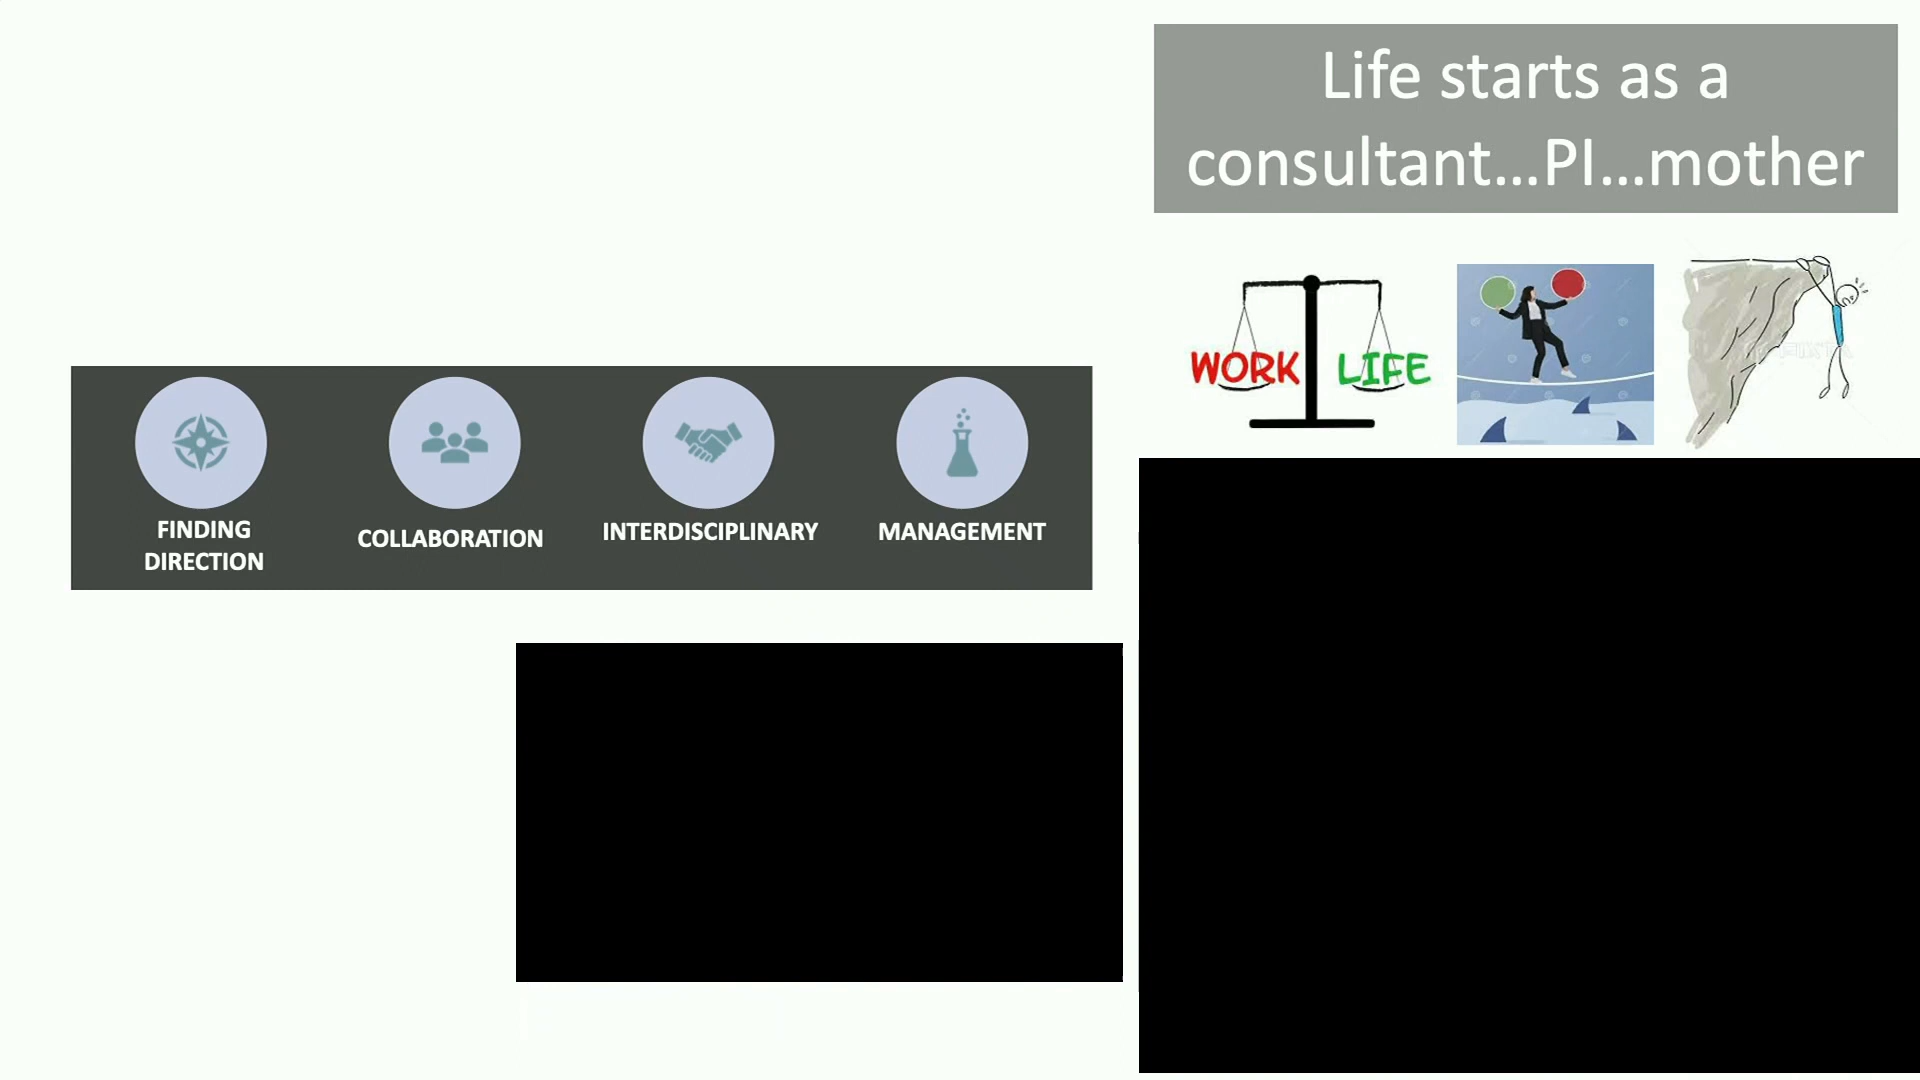 Life starts as a
consultant...PI...mother
WORK LIFE
FINDING
DIRECTION
COLLABORATION
INTERDISCIPLINARY
MANAGEMENT